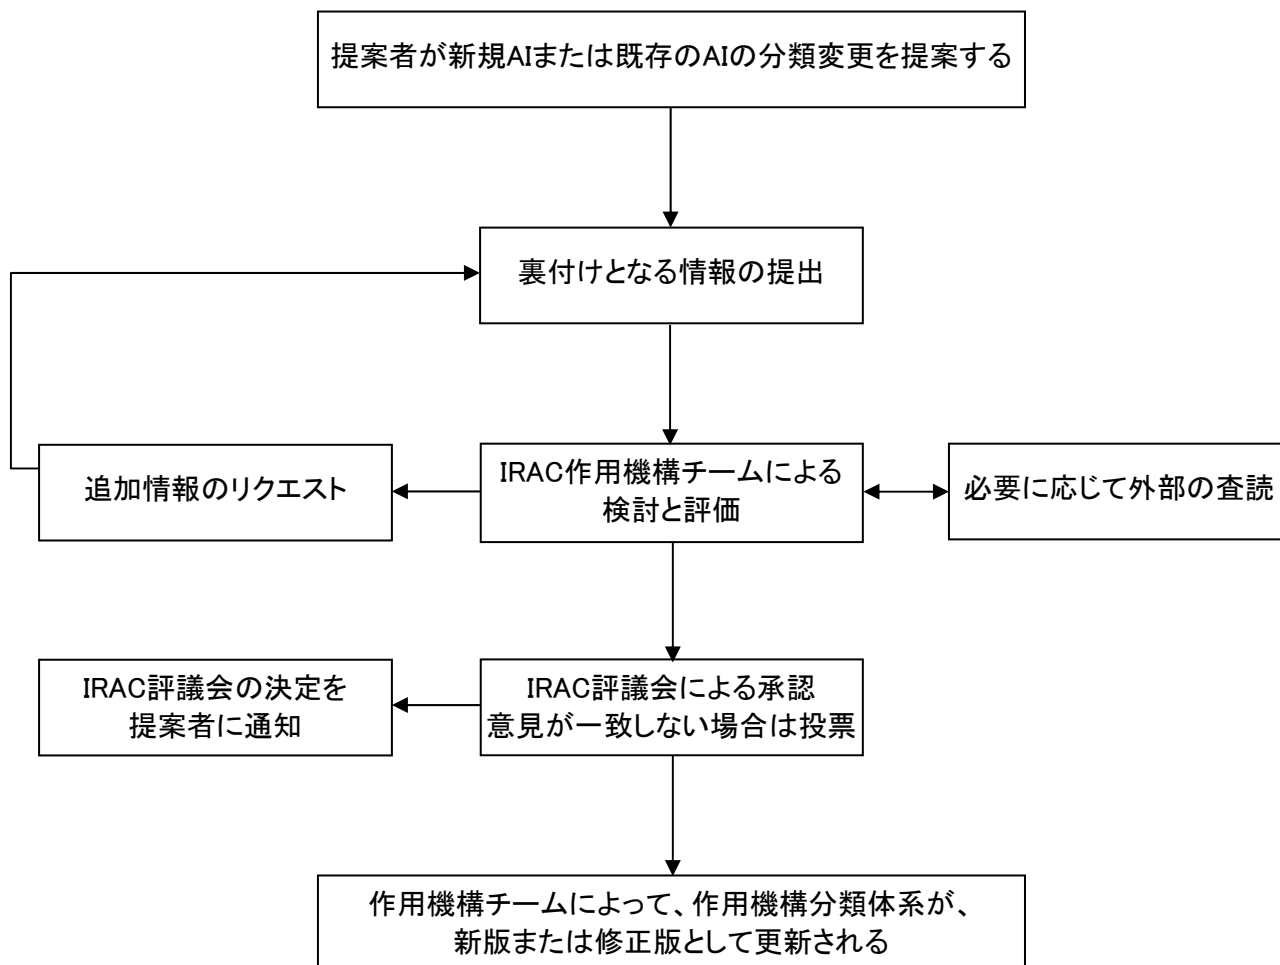 提案者が新規AIまたは既存のAIの分類変更を提案する
裏付けとなる情報の提出
追加情報のリクエスト
IRAC作用機構チームによる
検討と評価
必要に応じて外部の査読
IRAC評議会の決定を
提案者に通知
IRAC評議会による承認
意見が一致しない場合は投票
作用機構チームによって、作用機構分類体系が、
新版または修正版として更新される